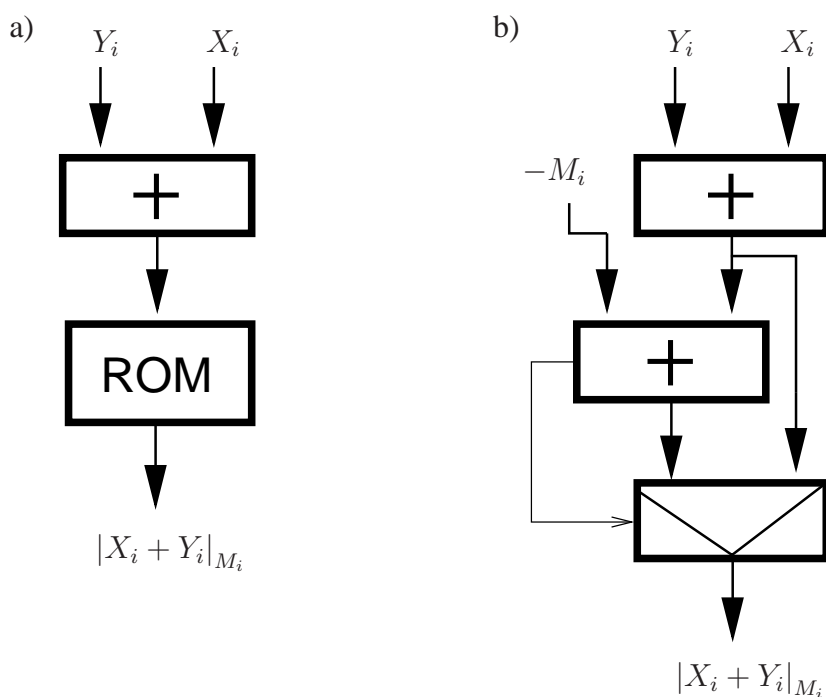 a)
Y_i X_i
+
ROM
|X_i + Y_i|_{M_i}
b)
Y_i X_i
+
-M_i
+
|X_i + Y_i|_{M_i}